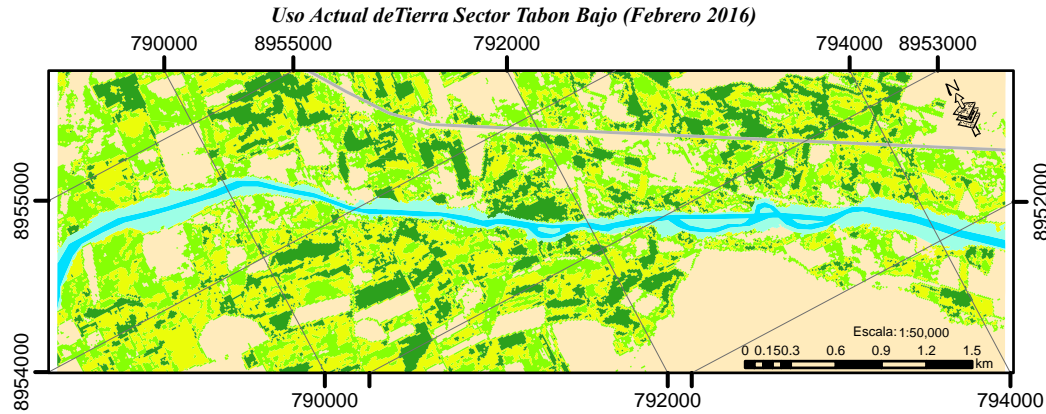 Uso Actual deTierra Sector Tabon Bajo (Febrero 2016)
790000 8955000 792000 794000 8953000
N
8955000
8952000
8954000
Escala: 1:50,000
0 0.150.3 0.6 0.9 1.2 1.5
km
790000 792000 794000